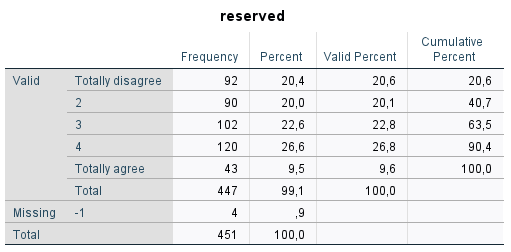 reserved
Frequency Percent Valid Percent Cumulative Percent
Valid Totally disagree 92 20,4 20,6 20,6
2 90 20,0 20,1 40,7
3 102 22,6 22,8 63,5
4 120 26,6 26,8 90,4
Totally agree 43 9,5 9,6 100,0
Total 447 99,1 100,0
Missing -1 4 ,9
Total 451 100,0